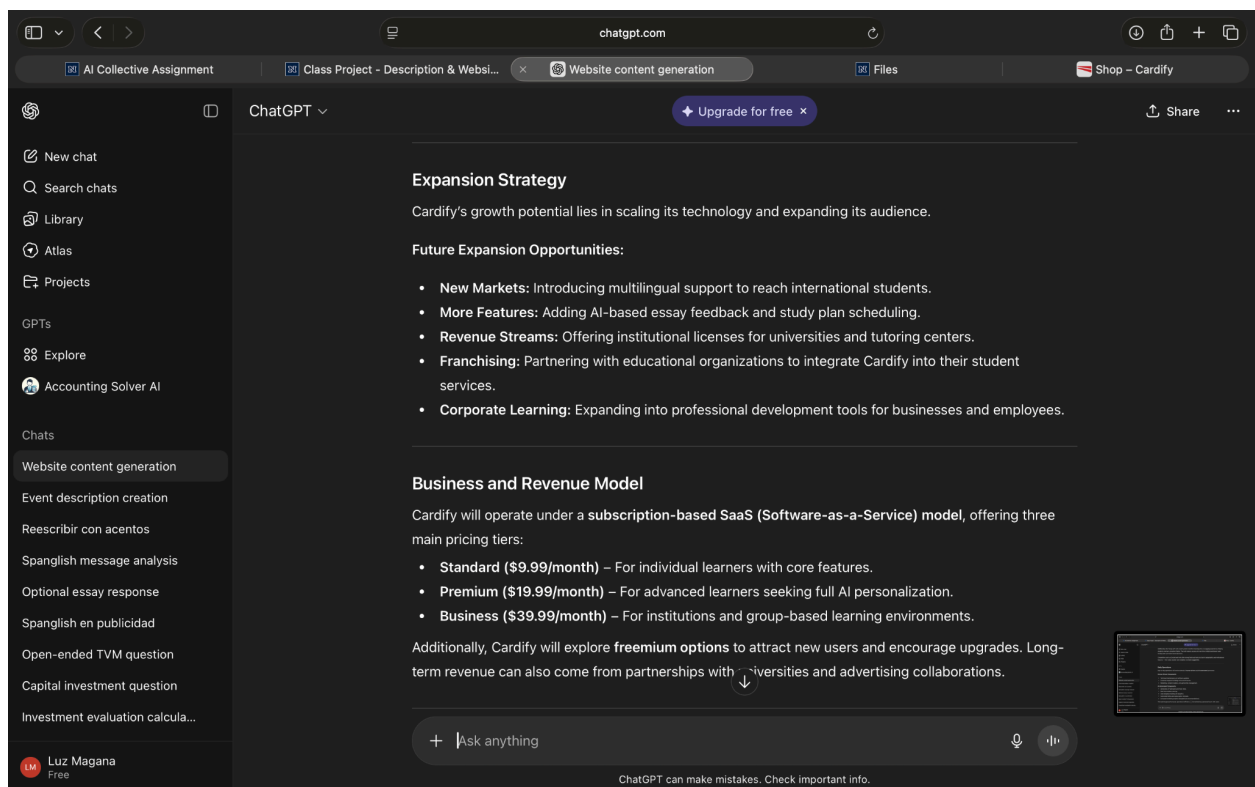 chatgpt.com
AI Collective Assignment
Class Project - Description & Websi...
Website content generation
Files
Shop – Cardify
ChatGPT
Upgrade for free ×
Share
New chat
Search chats
Library
Atlas
Projects
GPTs
Explore
Accounting Solver AI
Chats
Website content generation
Event description creation
Reescribir con acentos
Spanglish message analysis
Optional essay response
Spanglish en publicidad
Open-ended TVM question
Capital investment question
Investment evaluation calcula...
LM
Luz Magana
Free
Expansion Strategy
Cardify's growth potential lies in scaling its technology and expanding its audience.
Future Expansion Opportunities:
• New Markets: Introducing multilingual support to reach international students.
• More Features: Adding AI-based essay feedback and study plan scheduling.
• Revenue Streams: Offering institutional licenses for universities and tutoring centers.
• Franchising: Partnering with educational organizations to integrate Cardify into their student
services.
• Corporate Learning: Expanding into professional development tools for businesses and employees.
Business and Revenue Model
Cardify will operate under a subscription-based SaaS (Software-as-a-Service) model, offering three
main pricing tiers:
• Standard ($9.99/month) – For individual learners with core features.
• Premium ($19.99/month) – For advanced learners seeking full AI personalization.
• Business ($39.99/month) – For institutions and group-based learning environments.
Additionally, Cardify will explore freemium options to attract new users and encourage upgrades. Long-
term revenue can also come from partnerships with universities and advertising collaborations.
Ask anything
ChatGPT can make mistakes. Check important info.